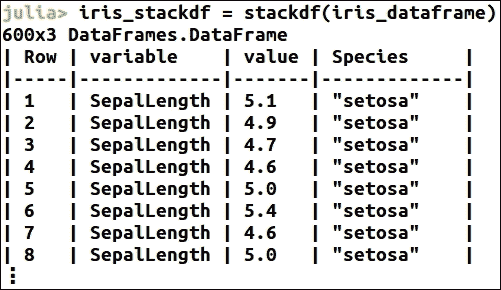 julia> iris_stackdf = stackdf(iris_dataframe)
600x3 DataFrames.DataFrame
| Row | variable    | value | Species     |
|-----|-------------|-------|-------------|
| 1   | SepalLength | 5.1   | "setosa"    |
| 2   | SepalLength | 4.9   | "setosa"    |
| 3   | SepalLength | 4.7   | "setosa"    |
| 4   | SepalLength | 4.6   | "setosa"    |
| 5   | SepalLength | 5.0   | "setosa"    |
| 6   | SepalLength | 5.4   | "setosa"    |
| 7   | SepalLength | 4.6   | "setosa"    |
| 8   | SepalLength | 5.0   | "setosa"    |
⋮